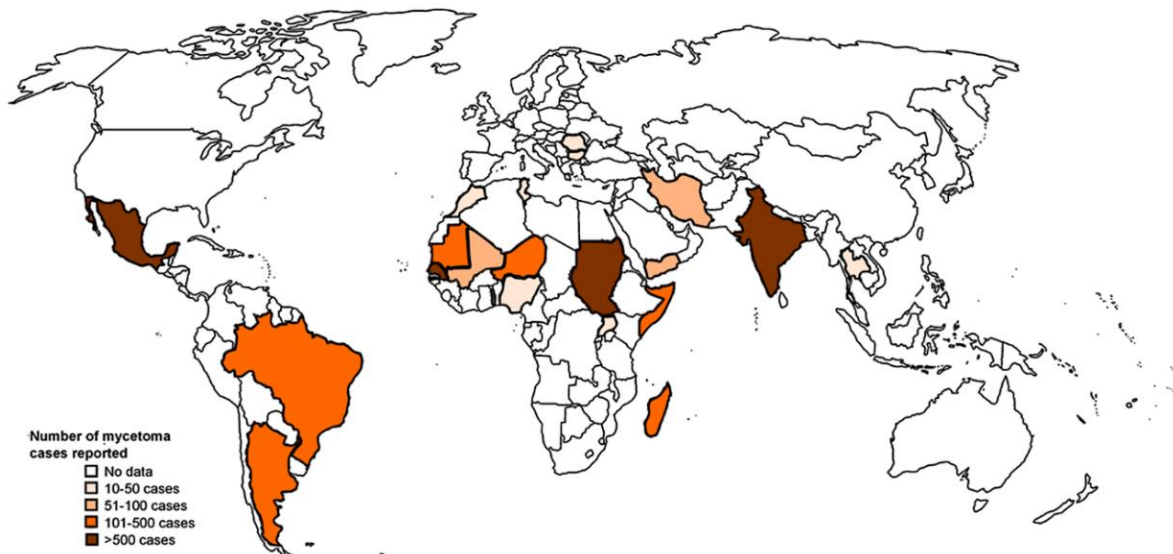 Number of mycetoma
cases reported
No data
10-50 cases
51-100 cases
101-500 cases
>500 cases